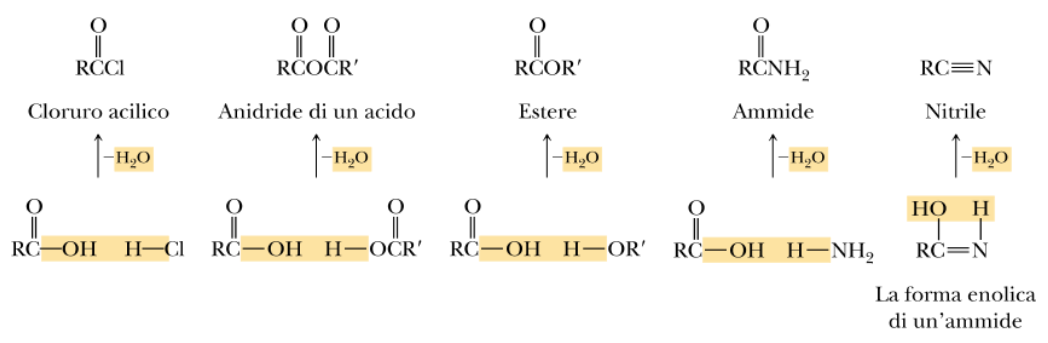 O O O O O
RCCl RCOCR′ RCOR′ RCNH₂ RC≡N
Cloruro acilico Anidride di un acido Estere Ammide Nitrile
−H₂O −H₂O −H₂O −H₂O −H₂O
O O O O O HO H
RC—OH H—Cl RC—OH H—OCR′ RC—OH H—OR′ RC—OH H—NH₂ RC=N
La forma enolica
di un'ammide